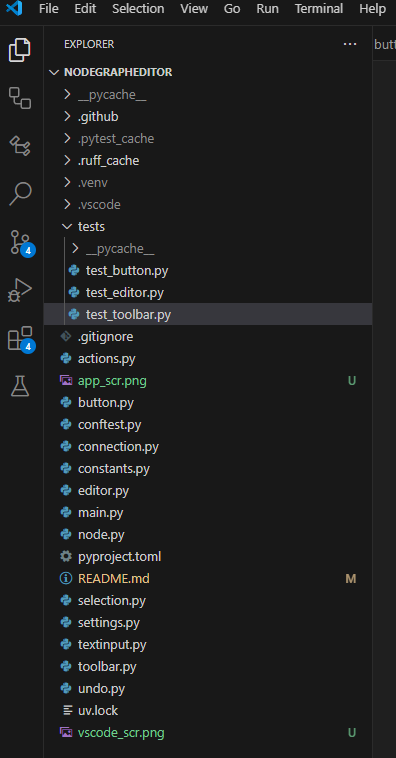 File Edit Selection View Go Run Terminal Help
EXPLORER ...
butt
NODEGRAPHEDITOR
__pycache__
.github
.pytest_cache
.ruff_cache
.venv
.vscode
tests
__pycache__
test_button.py
test_editor.py
test_toolbar.py
.gitignore
actions.py
app_scr.png U
button.py
conftest.py
connection.py
constants.py
editor.py
main.py
node.py
pyproject.toml
README.md M
selection.py
settings.py
textinput.py
toolbar.py
undo.py
uv.lock
vscode_scr.png U
4
4